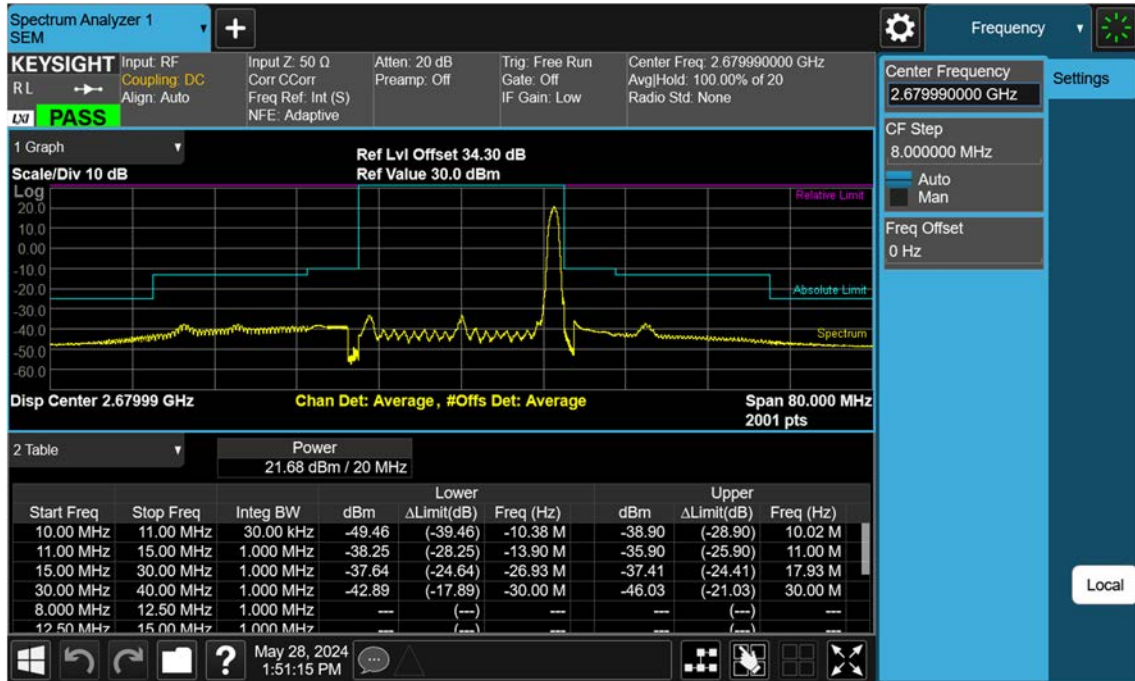 Spectrum Analyzer 1
SEM
Frequency
KEYSIGHT
RL
LXI PASS
Input: RF
Coupling: DC
Align: Auto
Input Z: 50 Ω
Corr CCorr
Freq Ref: Int (S)
NFE: Adaptive
Atten: 20 dB
Preamp: Off
Trig: Free Run
Gate: Off
IF Gain: Low
Center Freq: 2.679990000 GHz
Avg|Hold: 100.00% of 20
Radio Std: None
Center Frequency
2.679990000 GHz
Settings
CF Step
8.000000 MHz
Auto
Man
Freq Offset
0 Hz
Local
1 Graph
Scale/Div 10 dB
Ref Lvl Offset 34.30 dB
Ref Value 30.0 dBm
Log
Relative Limit
20.0
10.0
0.00
-10.0
-20.0
Absolute Limit
-30.0
-40.0
Spectrum
-50.0
-60.0
Disp Center 2.67999 GHz
Chan Det: Average, #Offs Det: Average
Span 80.000 MHz
2001 pts
2 Table
Power
21.68 dBm / 20 MHz
Lower Upper
Start Freq Stop Freq Integ BW dBm ΔLimit(dB) Freq (Hz) dBm ΔLimit(dB) Freq (Hz)
10.00 MHz 11.00 MHz 30.00 kHz -49.46 (-39.46) -10.38 M -38.90 (-28.90) 10.02 M
11.00 MHz 15.00 MHz 1.000 MHz -38.25 (-28.25) -13.90 M -35.90 (-25.90) 11.00 M
15.00 MHz 30.00 MHz 1.000 MHz -37.64 (-24.64) -26.93 M -37.41 (-24.41) 17.93 M
30.00 MHz 40.00 MHz 1.000 MHz -42.89 (-17.89) -30.00 M -46.03 (-21.03) 30.00 M
8.000 MHz 12.50 MHz 1.000 MHz --- (---) --- --- (---) ---
12.50 MHz 15.00 MHz 1.000 MHz --- (---) --- --- (---) ---
May 28, 2024
1:51:15 PM